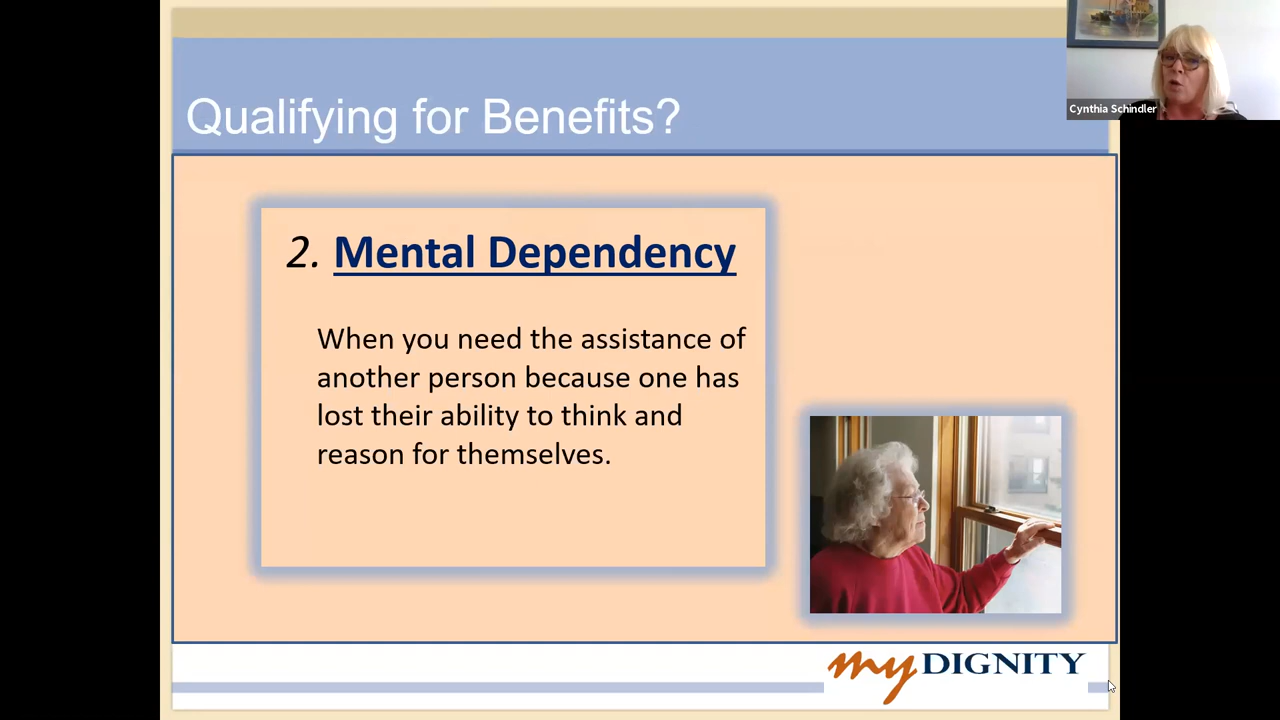 Qualifying for Benefits?
Cynthia Schindler
2. Mental Dependency
When you need the assistance of
another person because one has
lost their ability to think and
reason for themselves.
my DIGNITY